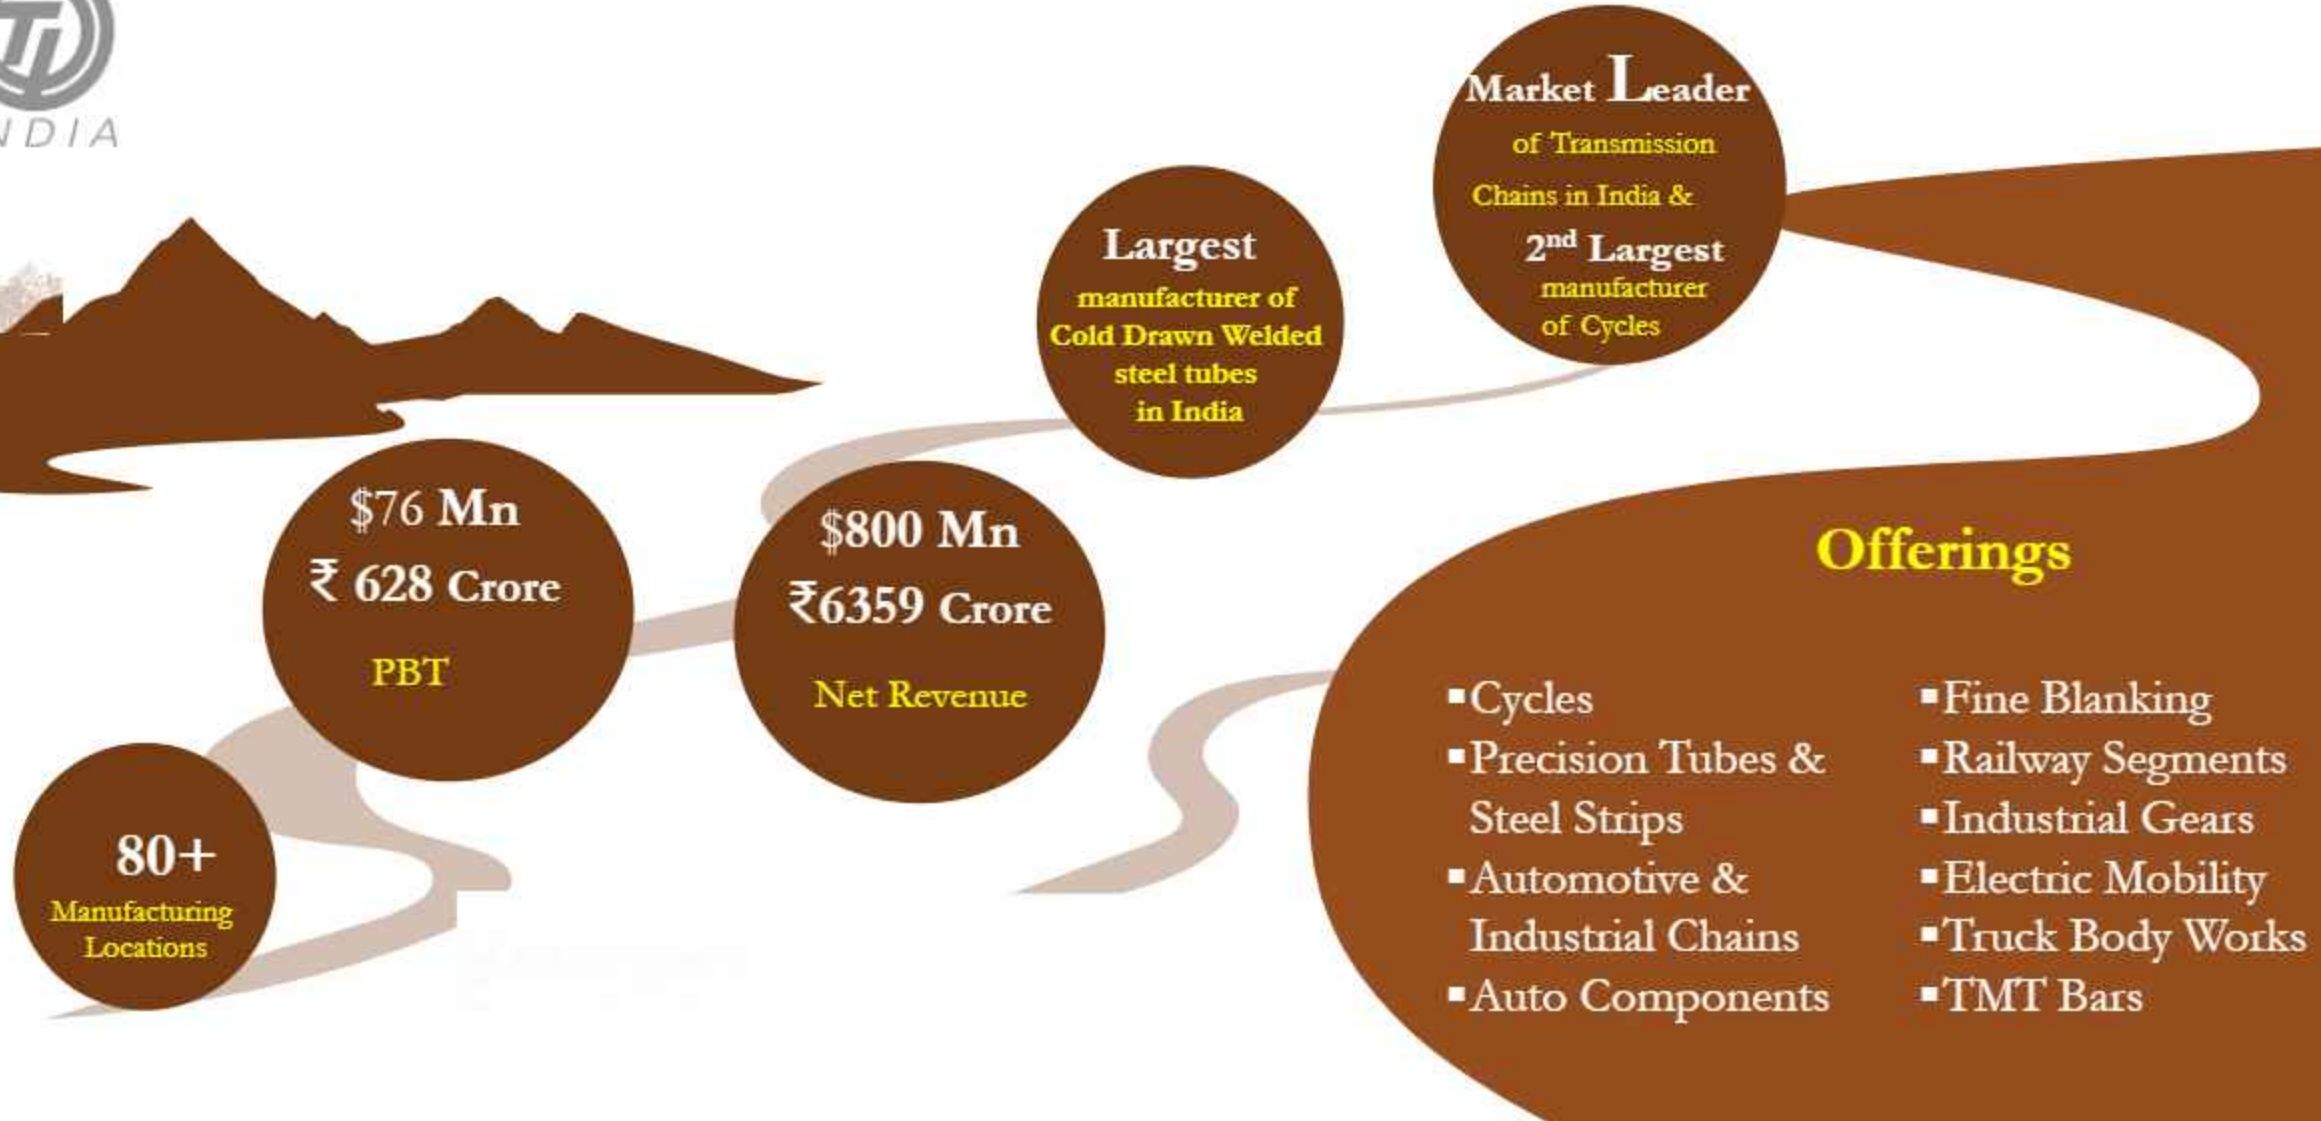 TI
NDIA
Market Leader
of Transmission
Chains in India &
2nd Largest
manufacturer
of Cycles
Largest
manufacturer of
Cold Drawn Welded
steel tubes
in India
$76 Mn
₹ 628 Crore
PBT
$800 Mn
₹6359 Crore
Net Revenue
80+
Manufacturing
Locations
Offerings
▪Cycles
▪Precision Tubes &
Steel Strips
▪Automotive &
Industrial Chains
▪Auto Components
▪Fine Blanking
▪Railway Segments
▪Industrial Gears
▪Electric Mobility
▪Truck Body Works
▪TMT Bars